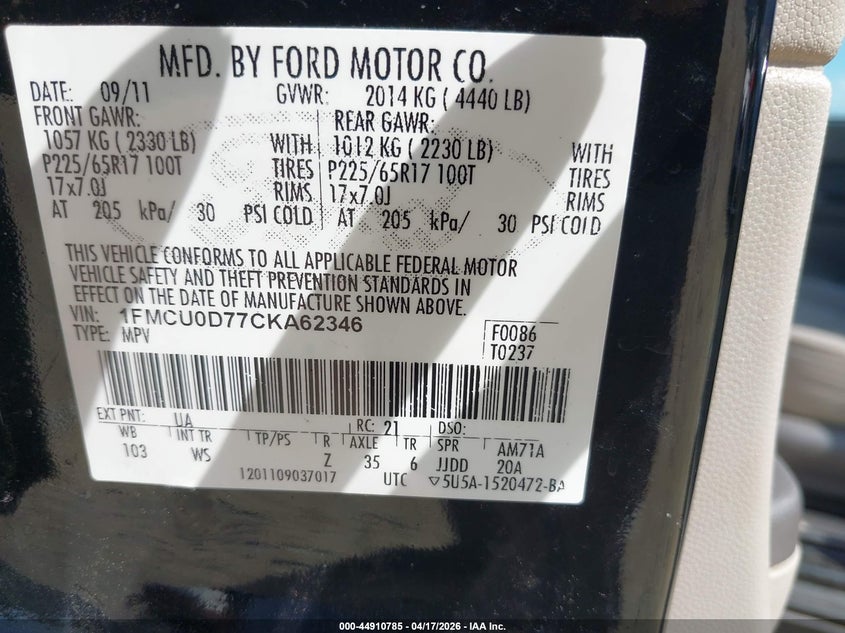 MFD. BY FORD MOTOR CO.
DATE: 09/11 GVWR: 2014 KG ( 4440 LB)
FRONT GAWR: REAR GAWR:
1057 KG ( 2330 LB) WITH 1012 KG ( 2230 LB) WITH
P225/65R17 100T TIRES P225/65R17 100T TIRES
17x7.0J RIMS 17x7.0J RIMS
AT 205 kPa/ 30 PSI COLD AT 205 kPa/ 30 PSI COLD
THIS VEHICLE CONFORMS TO ALL APPLICABLE FEDERAL MOTOR
VEHICLE SAFETY AND THEFT PREVENTION STANDARDS IN
EFFECT ON THE DATE OF MANUFACTURE SHOWN ABOVE.
VIN: 1FMCU0D77CKA62346
TYPE: MPV
F0086
T0237
EXT PNT: UA RC: 21 DSO:
WB INT TR TP/PS R AXLE TR SPR AM71A
103 WS Z 35 6 JJDD 20A
1201109037017 UTC ▽5U5A-1520472-BA
000-44910785 - 04/17/2026 - IAA Inc.